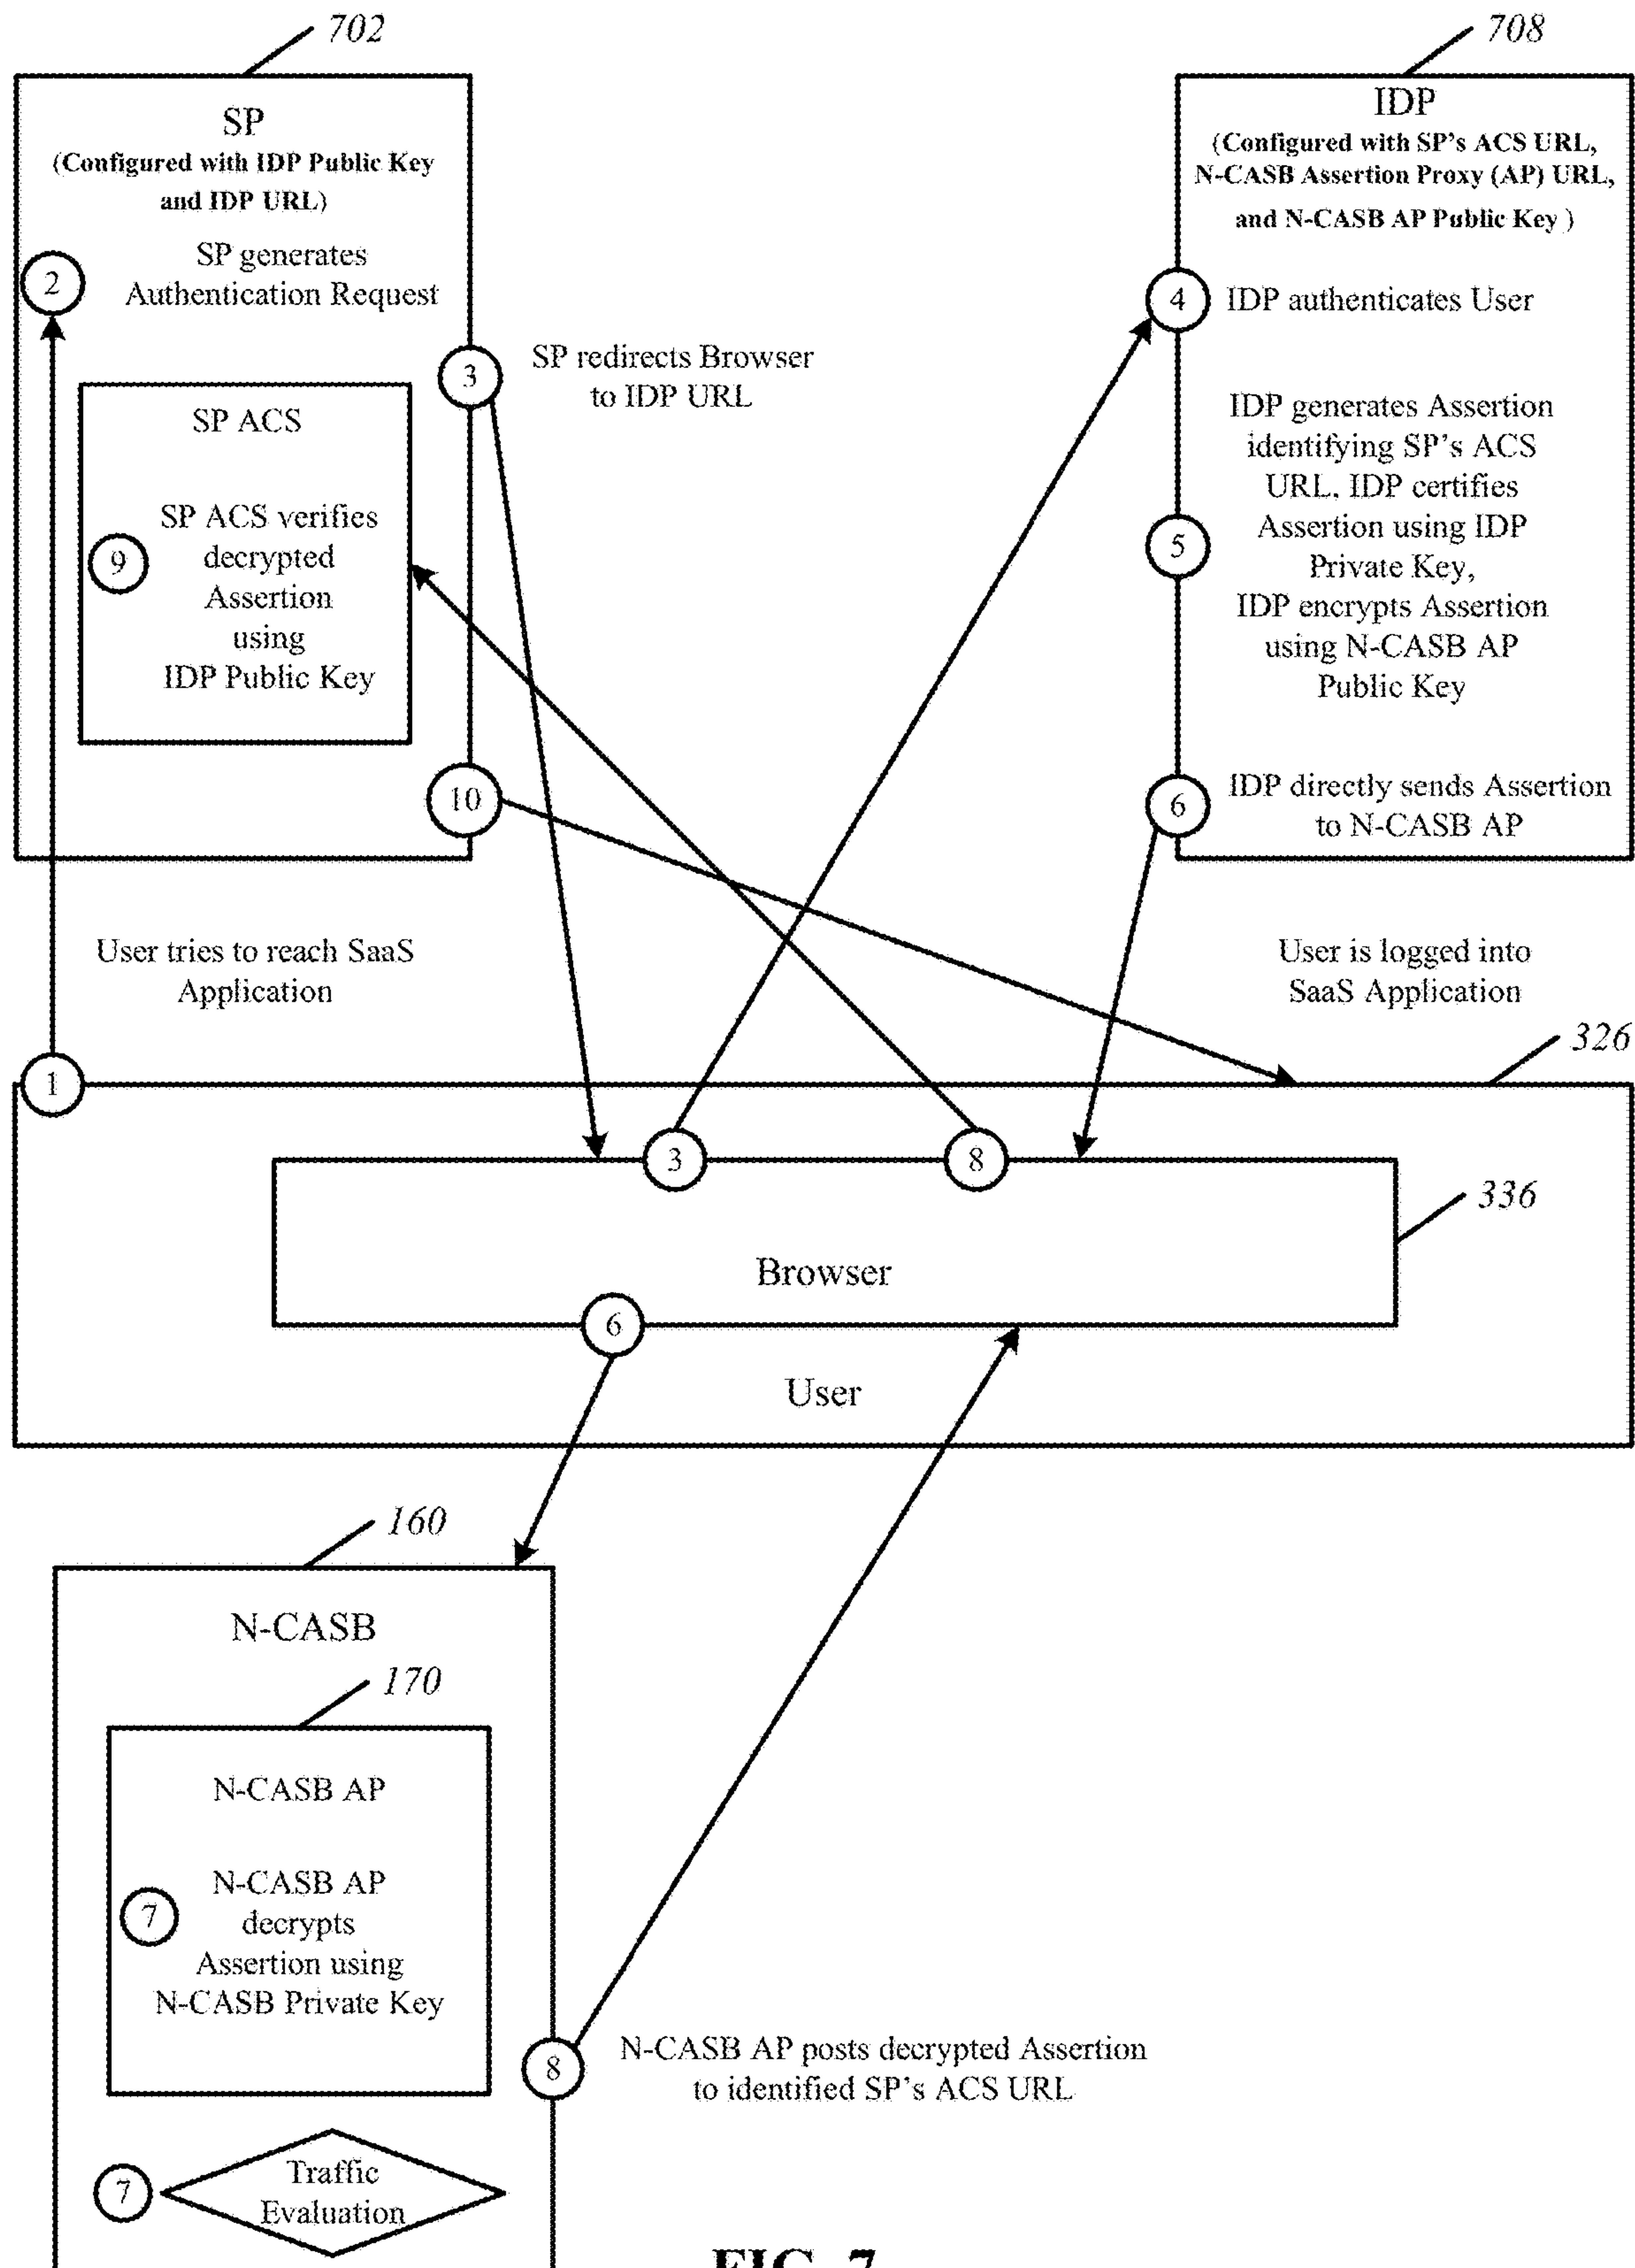 702
708
SP
(Configured with IDP Public Key
and IDP URL)
2
SP generates
Authentication Request
3
SP redirects Browser
to IDP URL
SP ACS
9
SP ACS verifies
decrypted
Assertion
using
IDP Public Key
10
IDP
(Configured with SP's ACS URL,
N-CASB Assertion Proxy (AP) URL,
and N-CASB AP Public Key )
4
IDP authenticates User
5
IDP generates Assertion
identifying SP's ACS
URL, IDP certifies
Assertion using IDP
Private Key,
IDP encrypts Assertion
using N-CASB AP
Public Key
6
IDP directly sends Assertion
to N-CASB AP
User tries to reach SaaS
Application
User is logged into
SaaS Application
326
1
3
8
336
Browser
6
User
160
N-CASB
170
N-CASB AP
7
N-CASB AP
decrypts
Assertion using
N-CASB Private Key
8
N-CASB AP posts decrypted Assertion
to identified SP's ACS URL
7
Traffic
Evaluation
FIG. 7